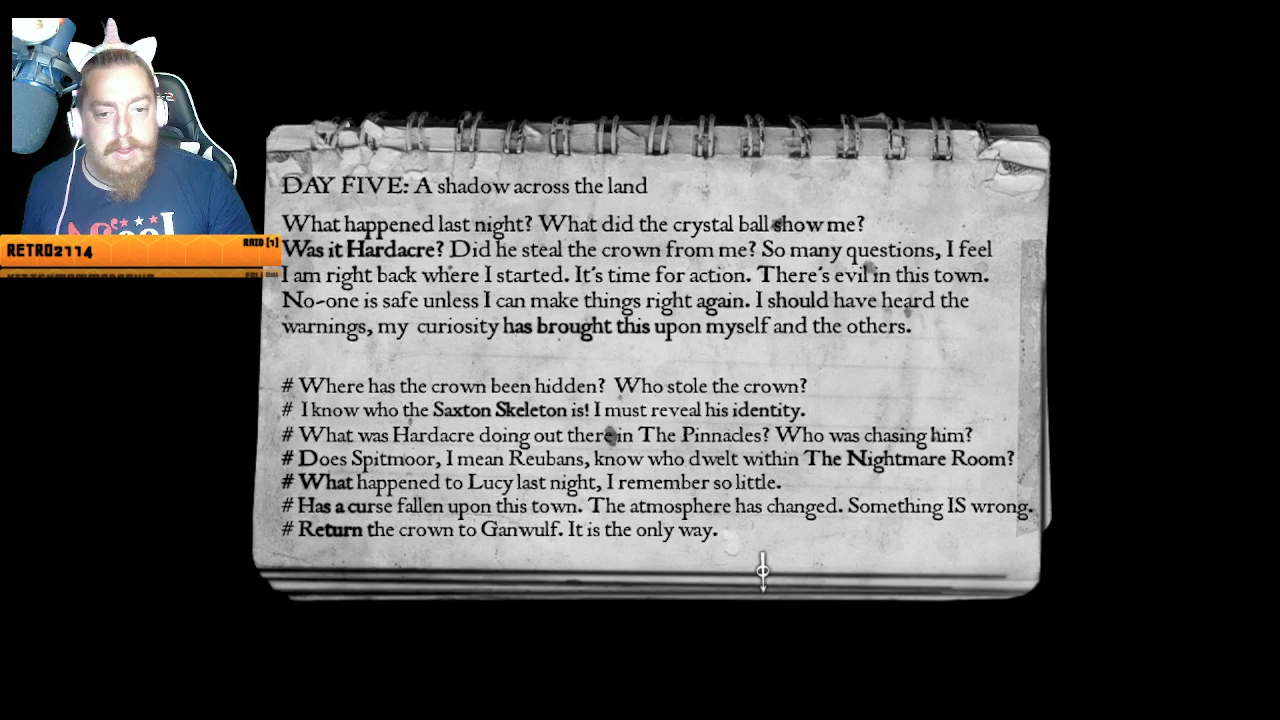 RETRO2114
RAID [1]
DAY FIVE: A shadow across the land
What happened last night? What did the crystal ball show me?
Was it Hardacre? Did he steal the crown from me? So many questions, I feel
I am right back where I started. It's time for action. There's evil in this town.
No-one is safe unless I can make things right again. I should have heard the
warnings, my curiosity has brought this upon myself and the others.
# Where has the crown been hidden? Who stole the crown?
# I know who the Saxton Skeleton is! I must reveal his identity.
# What was Hardacre doing out there in The Pinnacles? Who was chasing him?
# Does Spitmoor, I mean Reubans, know who dwelt within The Nightmare Room?
# What happened to Lucy last night, I remember so little.
# Has a curse fallen upon this town. The atmosphere has changed. Something IS wrong.
# Return the crown to Ganwulf. It is the only way.